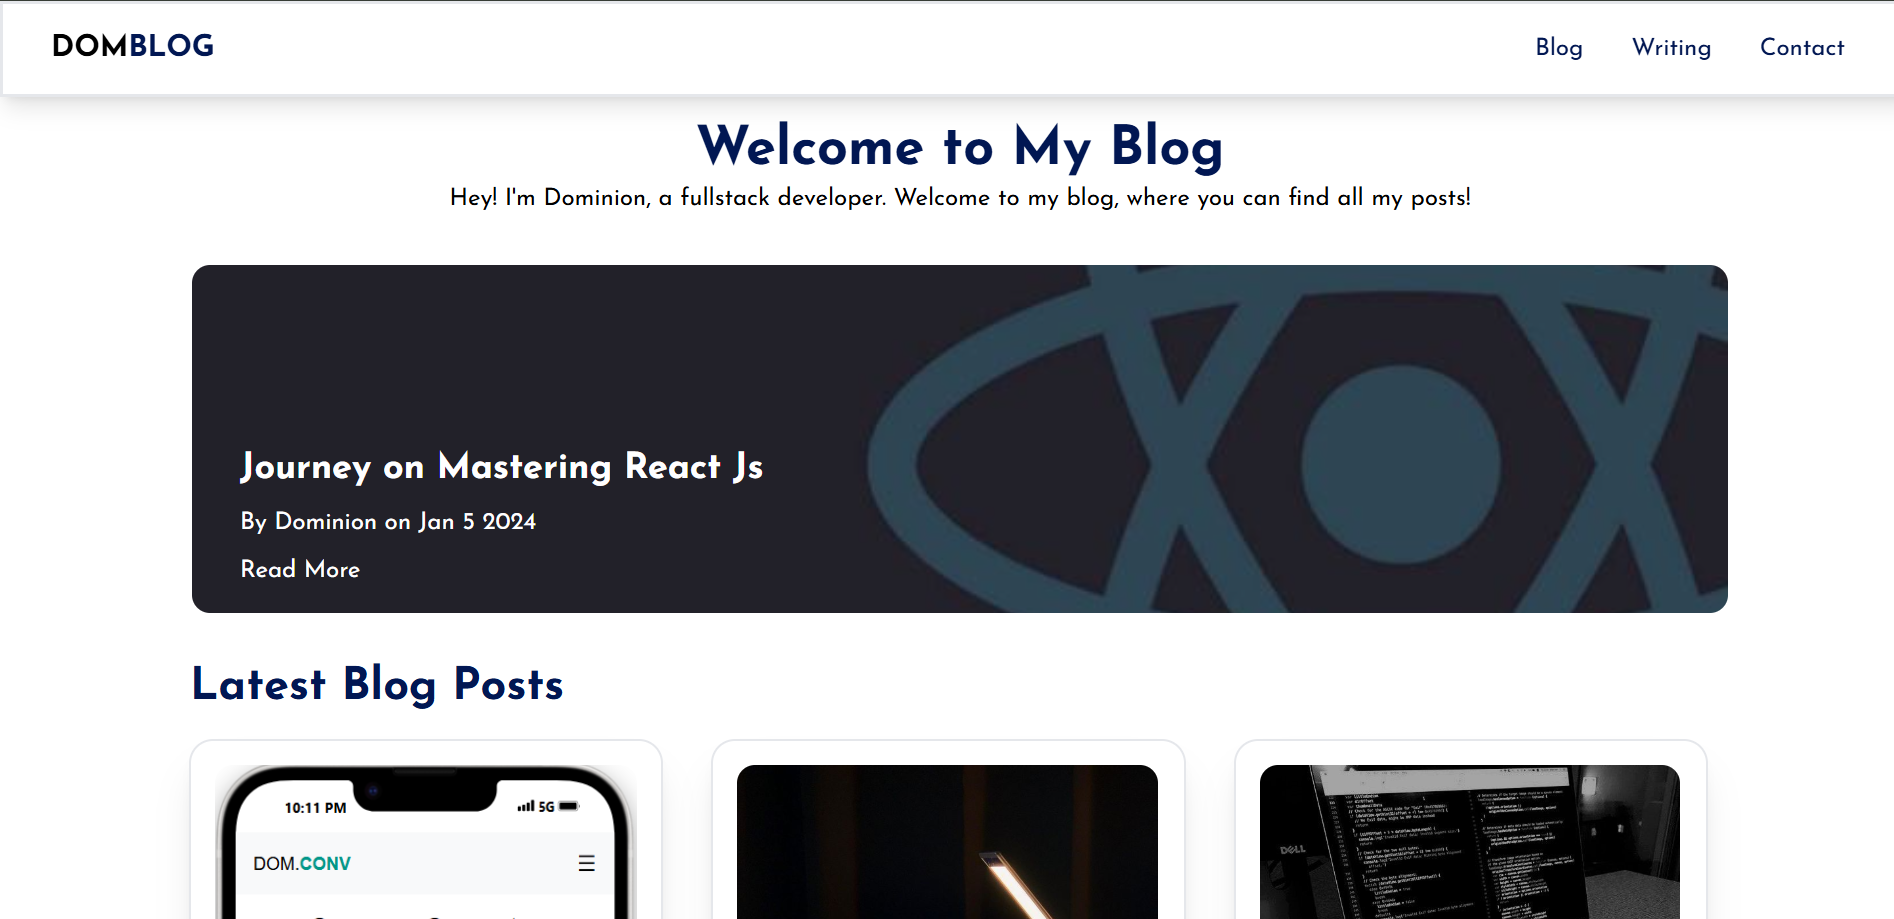 DOMBLOG
Blog
Writing
Contact
Welcome to My Blog
Hey! I'm Dominion, a fullstack developer. Welcome to my blog, where you can find all my posts!
Journey on Mastering React Js
By Dominion on Jan 5 2024
Read More
Latest Blog Posts
10:11 PM
5G
DOM.CONV
DELL